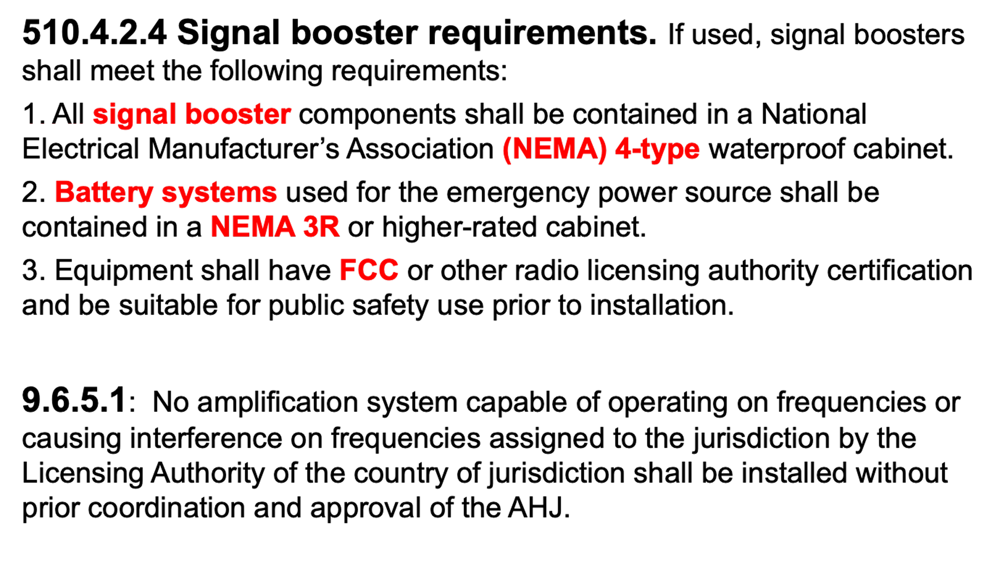 510.4.2.4 Signal booster requirements. If used, signal boosters
shall meet the following requirements:
1. All signal booster components shall be contained in a National
Electrical Manufacturer’s Association (NEMA) 4-type waterproof cabinet.
2. Battery systems used for the emergency power source shall be
contained in a NEMA 3R or higher-rated cabinet.
3. Equipment shall have FCC or other radio licensing authority certification
and be suitable for public safety use prior to installation.
9.6.5.1: No amplification system capable of operating on frequencies or
causing interference on frequencies assigned to the jurisdiction by the
Licensing Authority of the country of jurisdiction shall be installed without
prior coordination and approval of the AHJ.